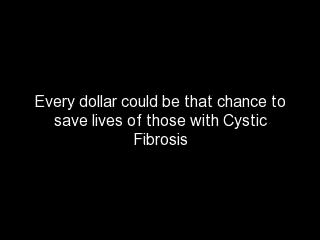 Every dollar could be that chance to
save lives of those with Cystic
Fibrosis